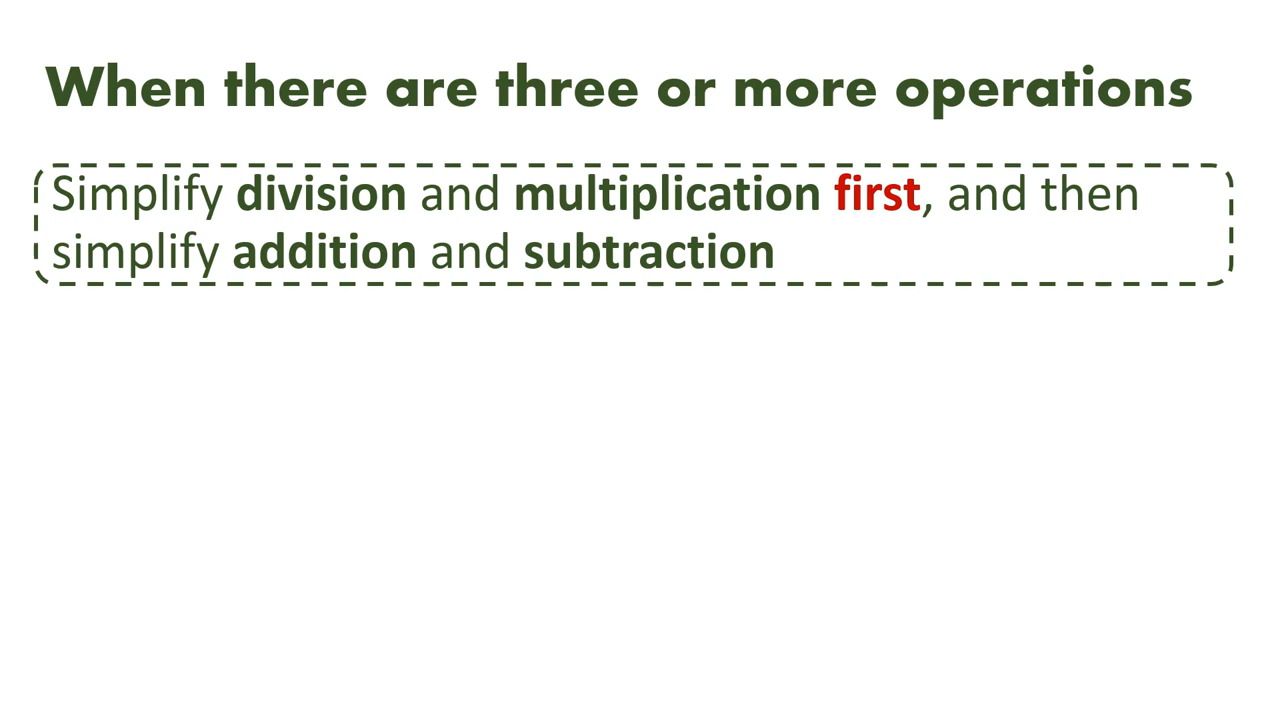 When there are three or more operations
Simplify division and multiplication first, and then
simplify addition and subtraction